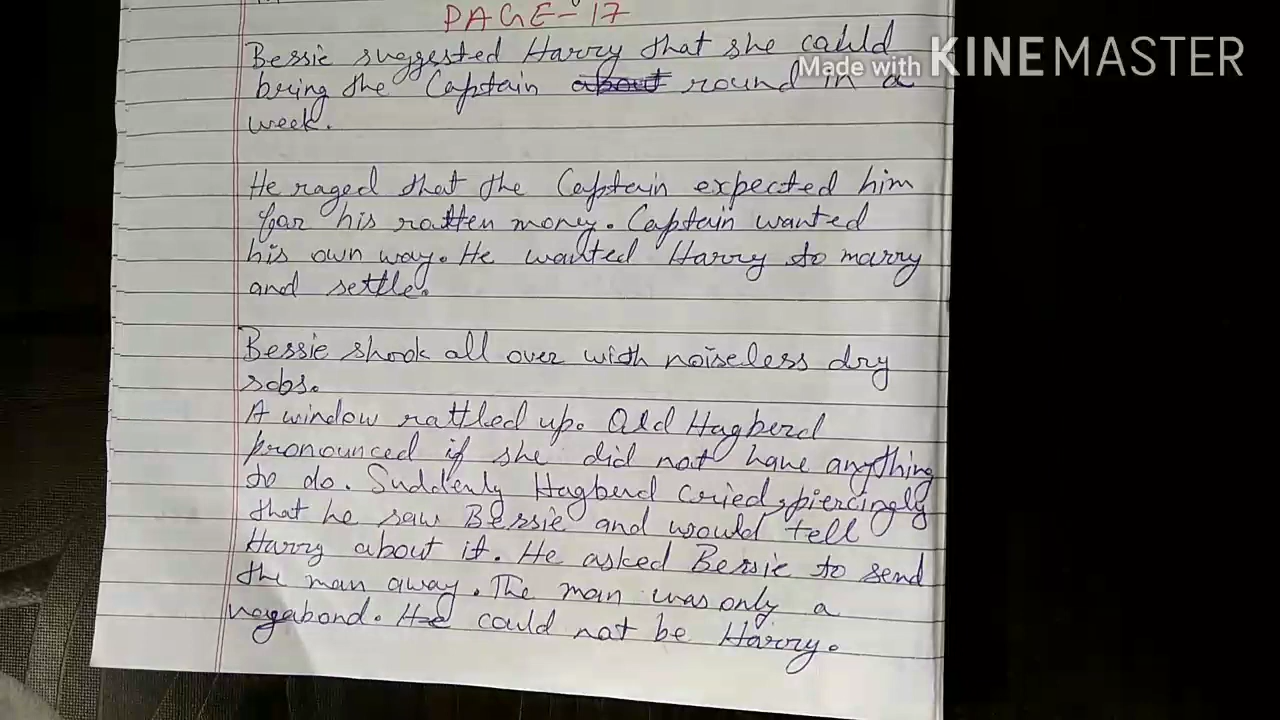 PAGE-17
Bessie suggested Harry that she could
Made with KINEMASTER
bring the Captain about round in a
week.
He raged that the Captain expected him
for his rotten money. Captain wanted
his own way. He wanted Harry to marry
and settle.
Bessie shook all over with noiseless dry
sobs.
A window rattled up. Old Hagberd
pronounced if she did not have anything
to do. Suddenly Hagberd cried, piercingly
that he saw Bessie and would tell
Harry about it. He asked Bessie to send
the man away. The man was only a
vagabond. He could not be Harry.